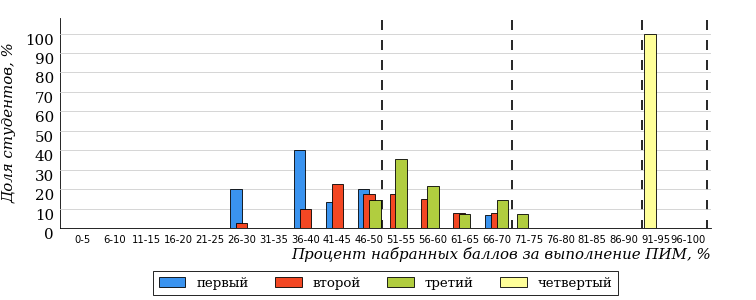 Доля студентов, %
100
90
80
70
60
50
40
30
20
10
0
0-5 6-10 11-15 16-20 21-25 26-30 31-35 36-40 41-45 46-50 51-55 56-60 61-65 66-70 71-75 76-80 81-85 86-90 91-95 96-100
Процент набранных баллов за выполнение ПИМ, %
первый второй третий четвертый